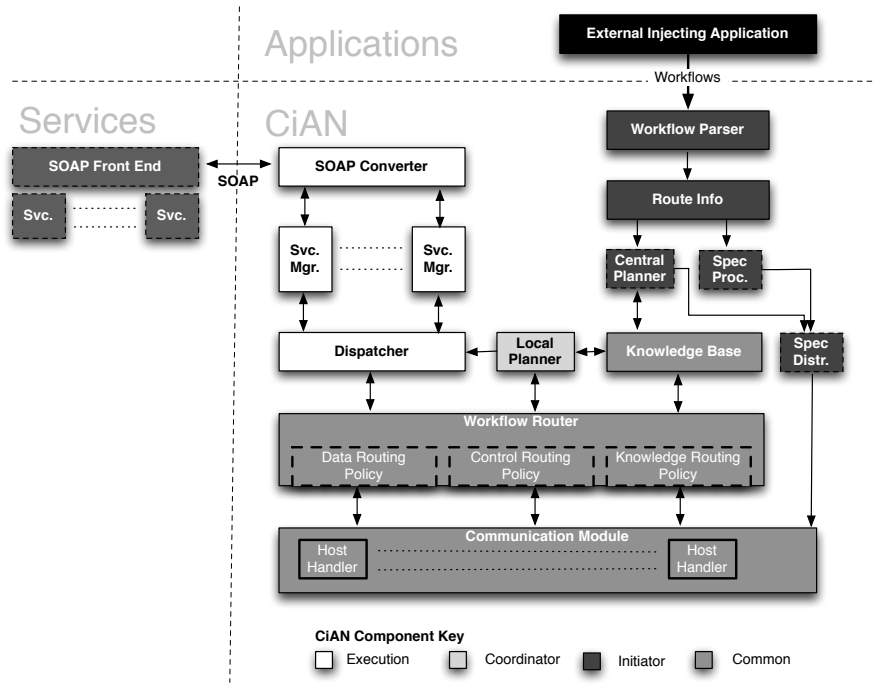 Applications
External Injecting Application
Workflows
Services
CiAN
Workflow Parser
SOAP Front End
SOAP
SOAP Converter
Route Info
Svc.
Svc.
Svc.
Mgr.
Svc.
Mgr.
Central
Planner
Spec
Proc.
Dispatcher
Local
Planner
Knowledge Base
Spec
Distr.
Workflow Router
Data Routing
Policy
Control Routing
Policy
Knowledge Routing
Policy
Communication Module
Host
Handler
Host
Handler
CiAN Component Key
Execution
Coordinator
Initiator
Common